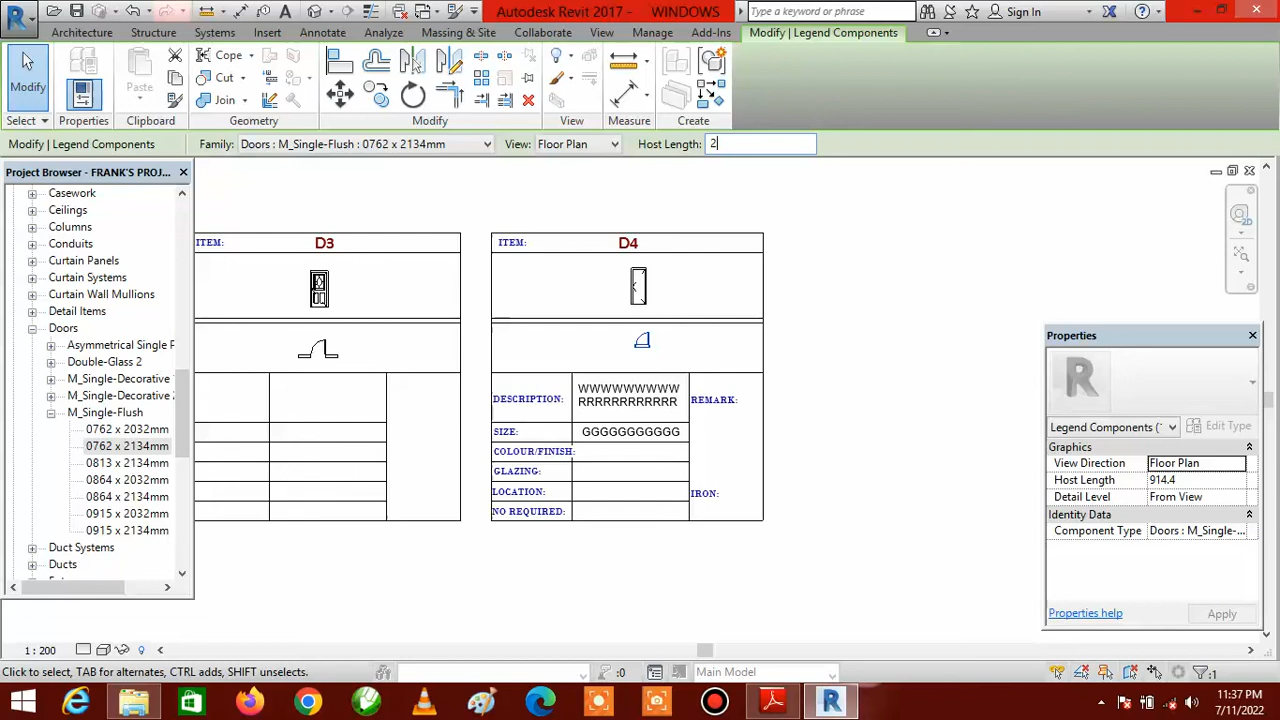 Autodesk Revit 2017 - WINDOWS
Type a keyword or phrase
Sign In
Architecture Structure Systems Insert Annotate Analyze Massing & Site Collaborate View Manage Add-Ins Modify | Legend Components
Modify Paste Cope Cut Join
Select Properties Clipboard Geometry Modify View Measure Create
Modify | Legend Components Family: Doors : M_Single-Flush : 0762 x 2134mm View: Floor Plan Host Length: 2
Project Browser - FRANK'S PROJ...
Casework
Ceilings
Columns
Conduits
Curtain Panels
Curtain Systems
Curtain Wall Mullions
Detail Items
Doors
Asymmetrical Single P
Double-Glass 2
M_Single-Decorative
M_Single-Decorative 2
M_Single-Flush
0762 x 2032mm
0762 x 2134mm
0813 x 2134mm
0864 x 2032mm
0864 x 2134mm
0915 x 2032mm
0915 x 2134mm
Duct Systems
Ducts
ITEM: D3
ITEM: D4
DESCRIPTION: WWWWWWWWW
RRRRRRRRRRRR
REMARK:
SIZE: GGGGGGGGGGG
COLOUR/FINISH:
GLAZING:
LOCATION:
IRON:
NO REQUIRED:
2D
Properties
R
Legend Components (
Edit Type
Graphics
View Direction Floor Plan
Host Length 914.4
Detail Level From View
Identity Data
Component Type Doors : M_Single-...
Properties help Apply
1 : 200
Click to select, TAB for alternates, CTRL adds, SHIFT unselects. :0 Main Model :1
11:37 PM
7/11/2022